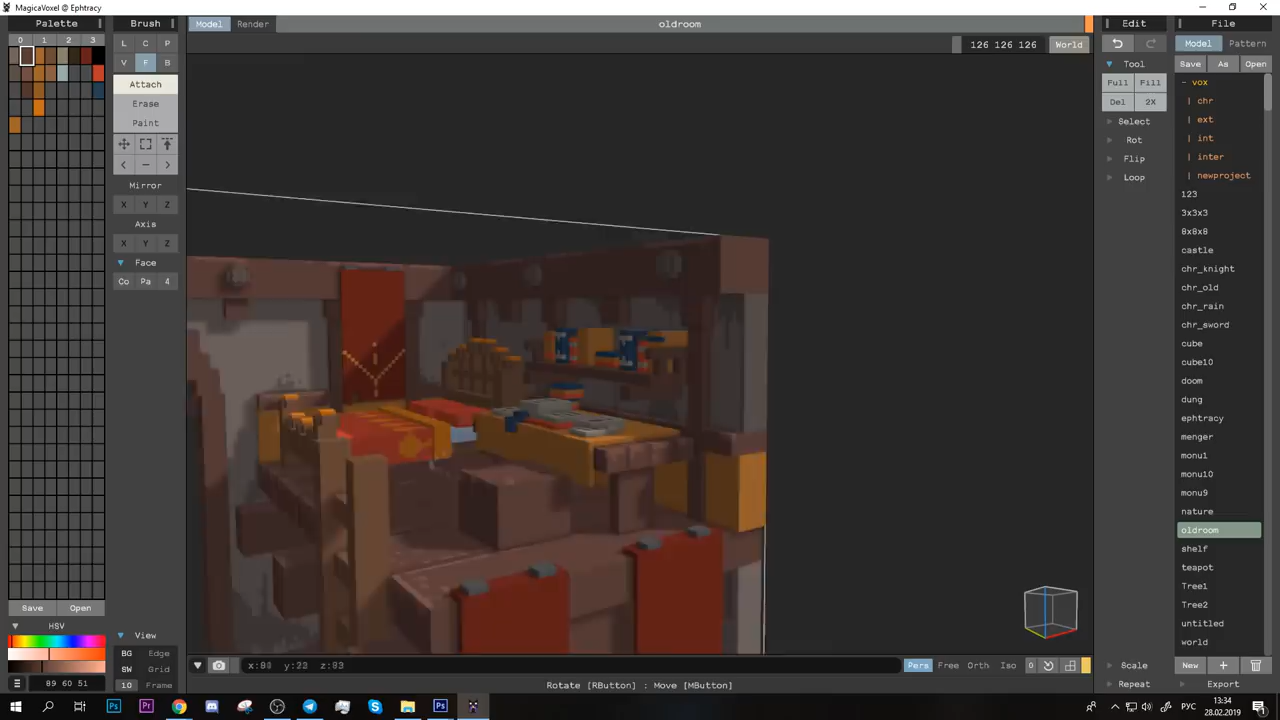 MagicaVoxel @ Ephtracy
Palette
Brush
Model
Render
oldroom
Edit
File
0
1
2
3
L
C
P
V
F
B
Attach
Erase
Paint
Mirror
X
Y
Z
Axis
X
Y
Z
Face
Co
Pa
4
126 126 126
World
Tool
Full
Fill
Del
2X
Select
Rot
Flip
Loop
Model
Pattern
Save
As
Open
- vox
| chr
| ext
| int
| inter
| newproject
123
3x3x3
8x8x8
castle
chr_knight
chr_old
chr_rain
chr_sword
cube
cube10
doom
dung
ephtracy
menger
monu1
monu10
monu9
nature
oldroom
shelf
teapot
Tree1
Tree2
untitled
world
Save
Open
HSV
89 60 51
View
BG
Edge
SW
Grid
10
Frame
x:80 y:23 z:83
Pers
Free
Orth
Iso
0
Rotate [RButton] : Move [MButton]
Scale
Repeat
New
+
Export
Ps
Pr
Ps
РУС
13:34
28.02.2019